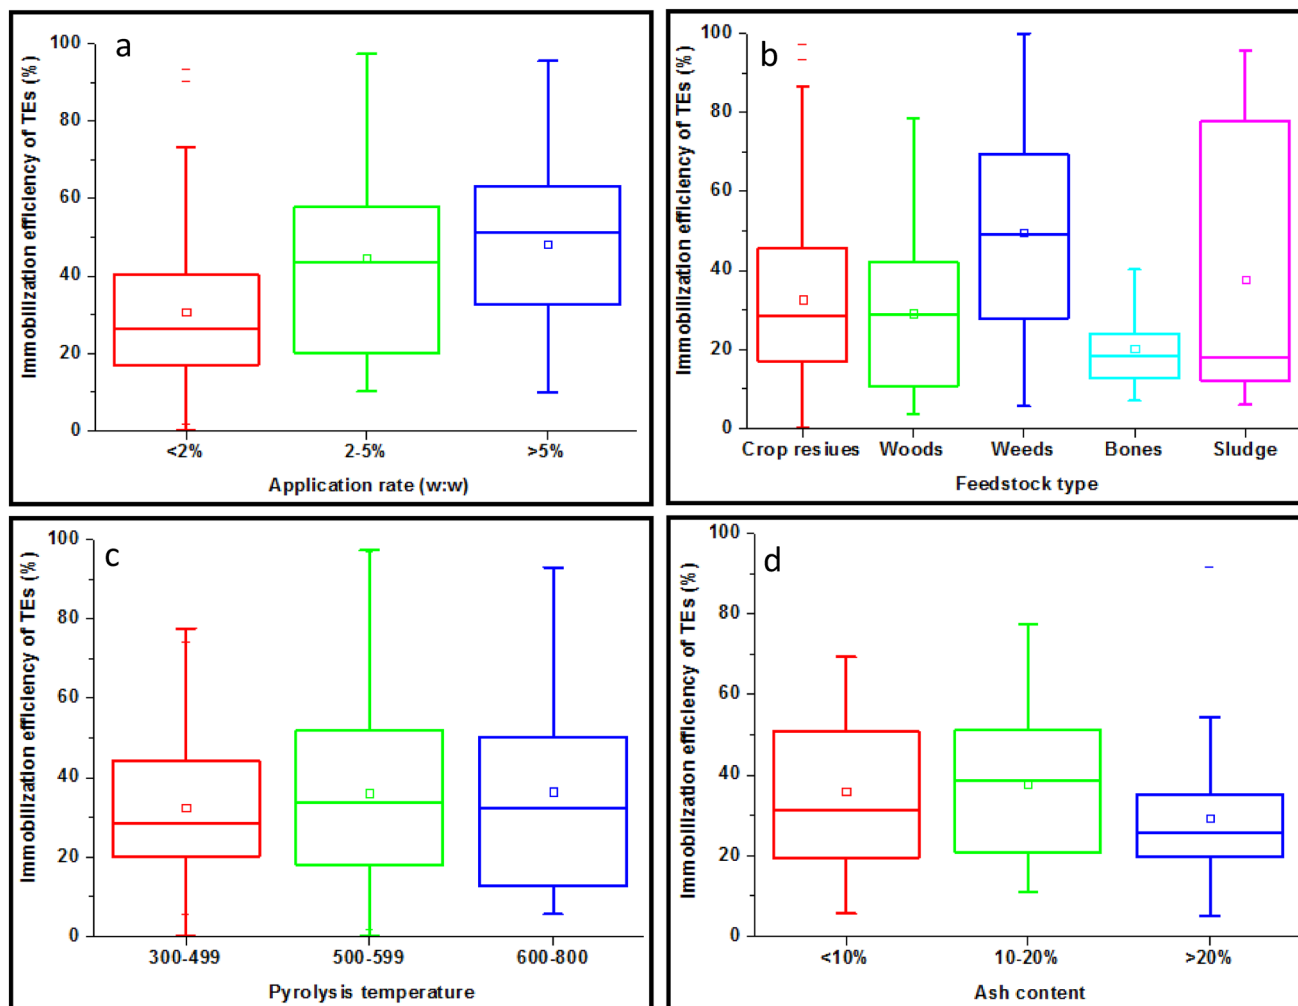 a
Immobilization efficiency of TEs (%)
100
80
60
40
20
0
<2% 2-5% >5%
Application rate (w:w)
b
Immobilization efficiency of TEs (%)
100
80
60
40
20
0
Crop resiues Woods Weeds Bones Sludge
Feedstock type
c
Immobilization efficiency of TEs (%)
100
80
60
40
20
0
300-499 500-599 600-800
Pyrolysis temperature
d
Immobilization efficiency of TEs (%)
100
80
60
40
20
0
<10% 10-20% >20%
Ash content